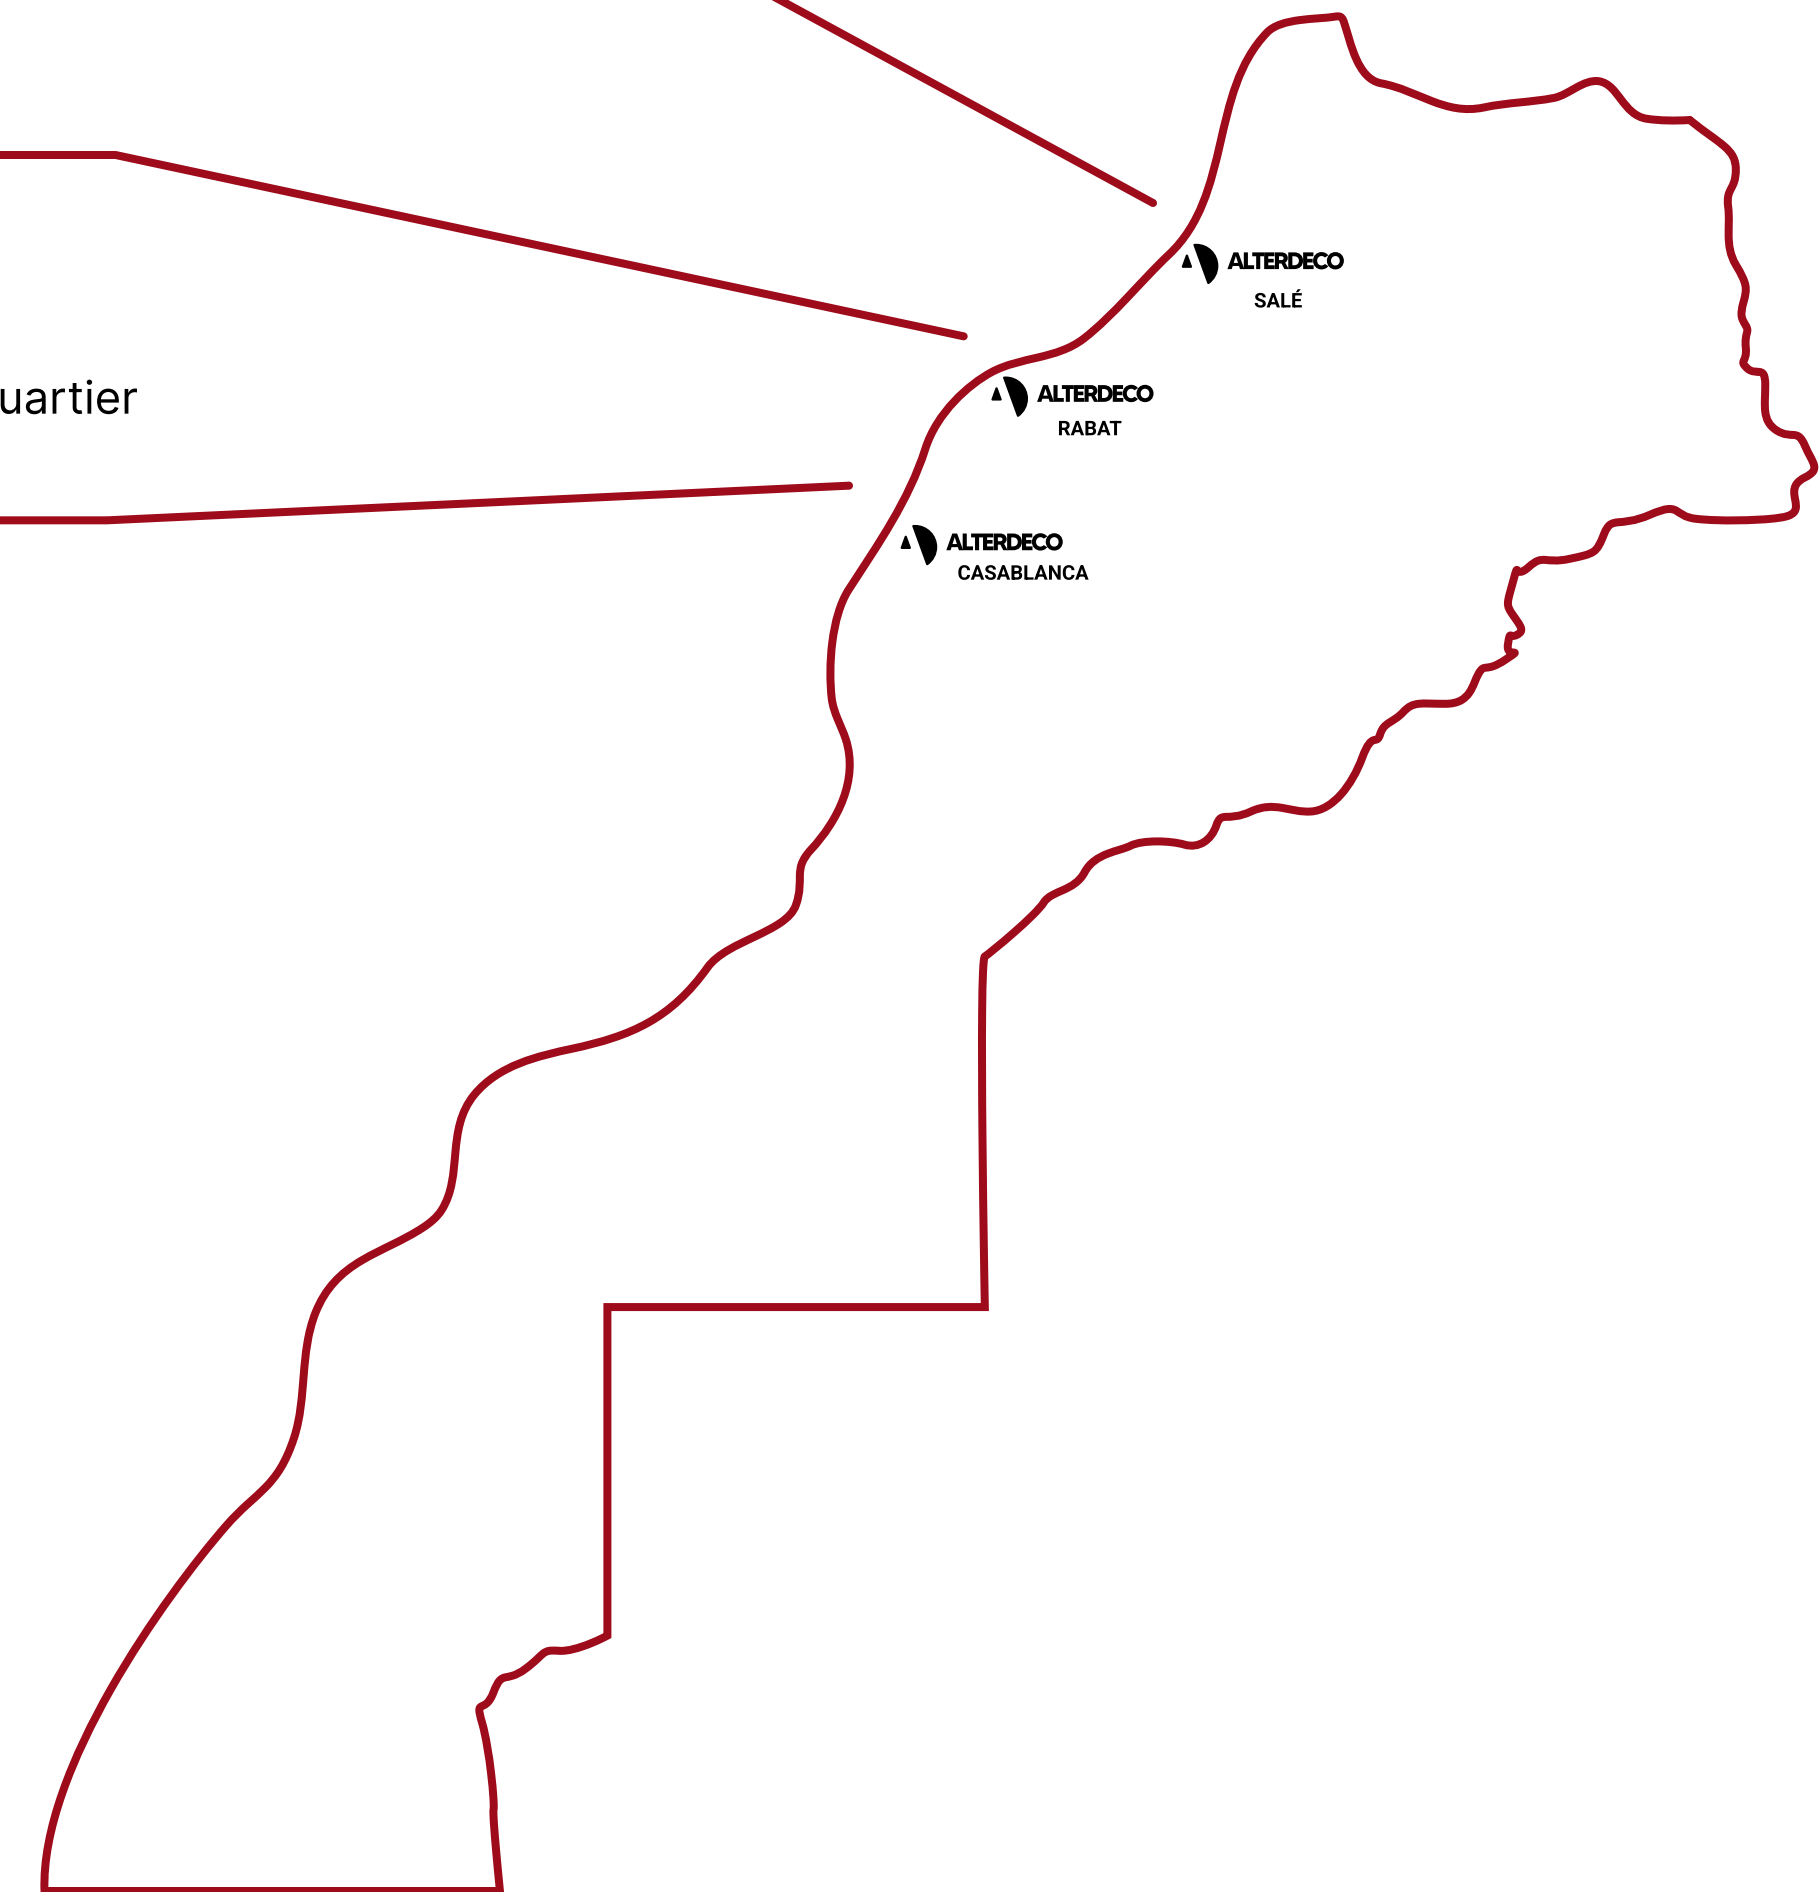 ALTERDECO
SALÉ
uartier
ALTERDECO
RABAT
ALTERDECO
CASABLANCA